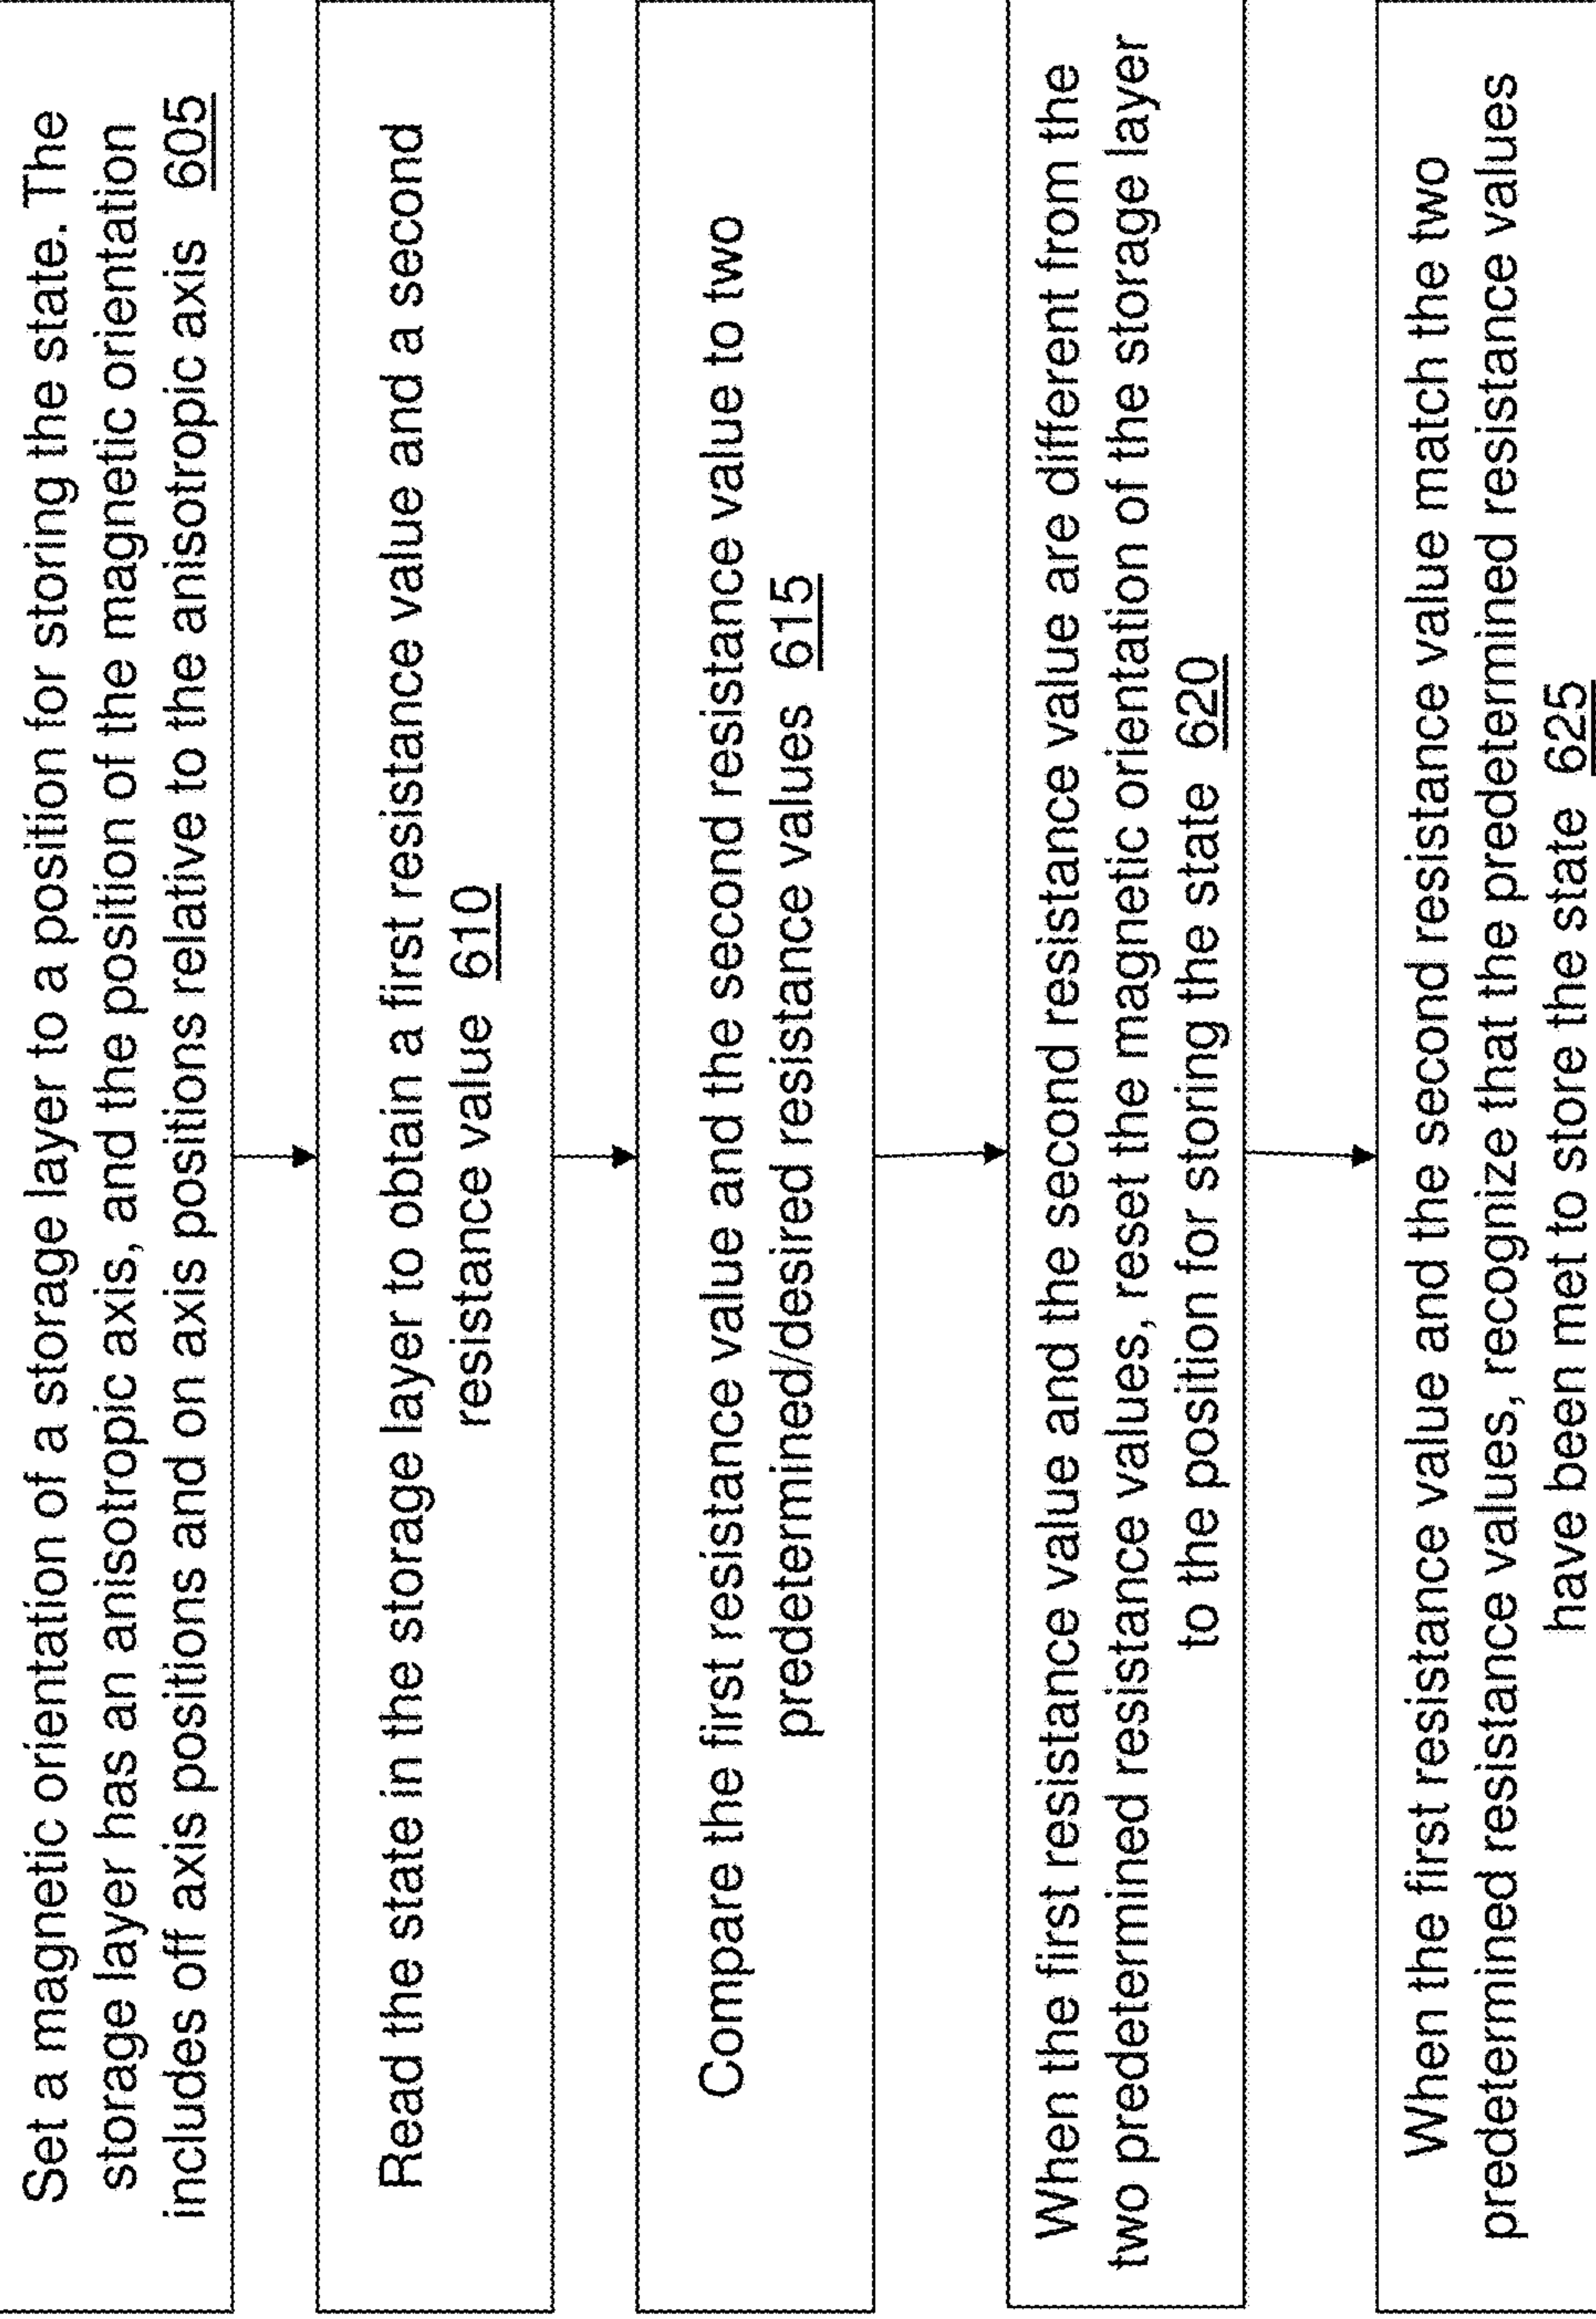 Set a magnetic orientation of a storage layer to a position for storing the state. The
storage layer has an anisotropic axis, and the position of the magnetic orientation
includes off axis positions and on axis positions relative to the anisotropic axis 605
Read the state in the storage layer to obtain a first resistance value and a second
resistance value 610
Compare the first resistance value and the second resistance value to two
predetermined/desired resistance values 615
When the first resistance value and the second resistance value are different from the
two predetermined resistance values, reset the magnetic orientation of the storage layer
to the position for storing the state 620
When the first resistance value and the second resistance value match the two
predetermined resistance values, recognize that the predetermined resistance values
have been met to store the state 625